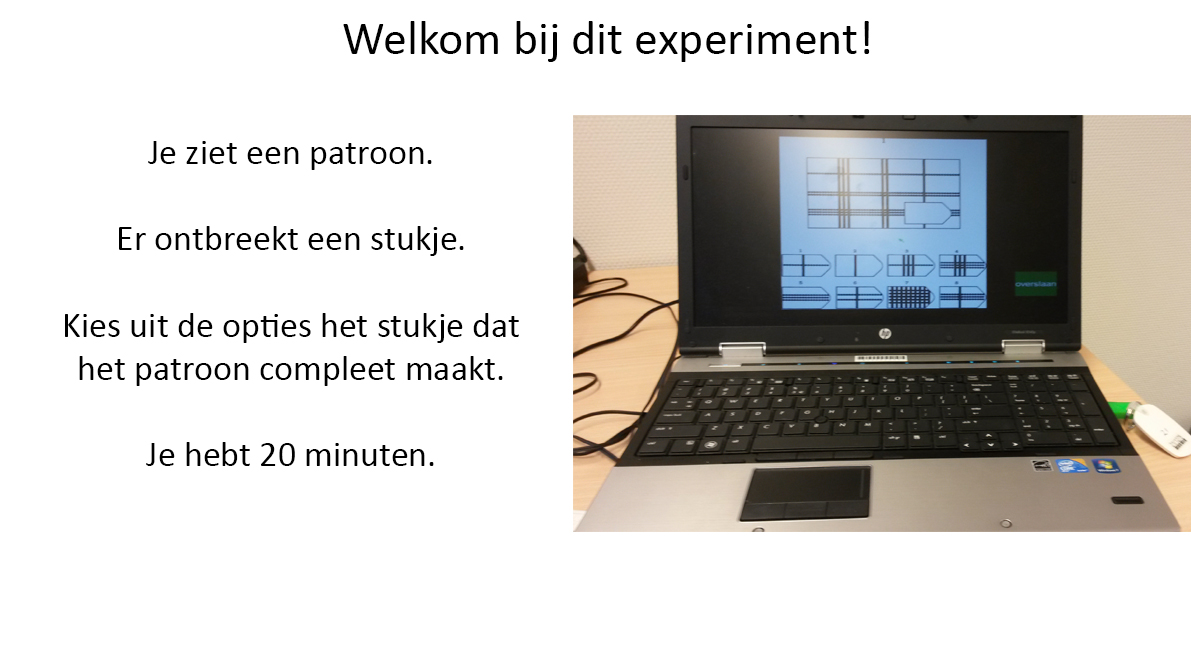 Welkom bij dit experiment!
Je ziet een patroon.
Er ontbreekt een stukje.
Kies uit de opties het stukje dat
het patroon compleet maakt.
Je hebt 20 minuten.
overslaan
hp